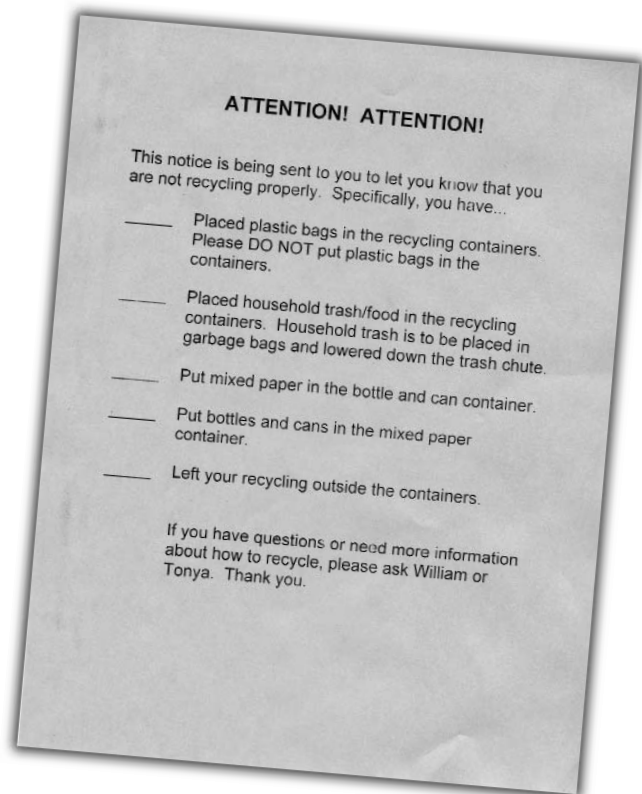 ATTENTION! ATTENTION!
This notice is being sent to you to let you know that you
are not recycling properly. Specifically, you have...
_____ Placed plastic bags in the recycling containers.
Please DO NOT put plastic bags in the
containers.
_____ Placed household trash/food in the recycling
containers. Household trash is to be placed in
garbage bags and lowered down the trash chute.
_____ Put mixed paper in the bottle and can container.
_____ Put bottles and cans in the mixed paper
container.
_____ Left your recycling outside the containers.
If you have questions or need more information
about how to recycle, please ask William or
Tonya. Thank you.